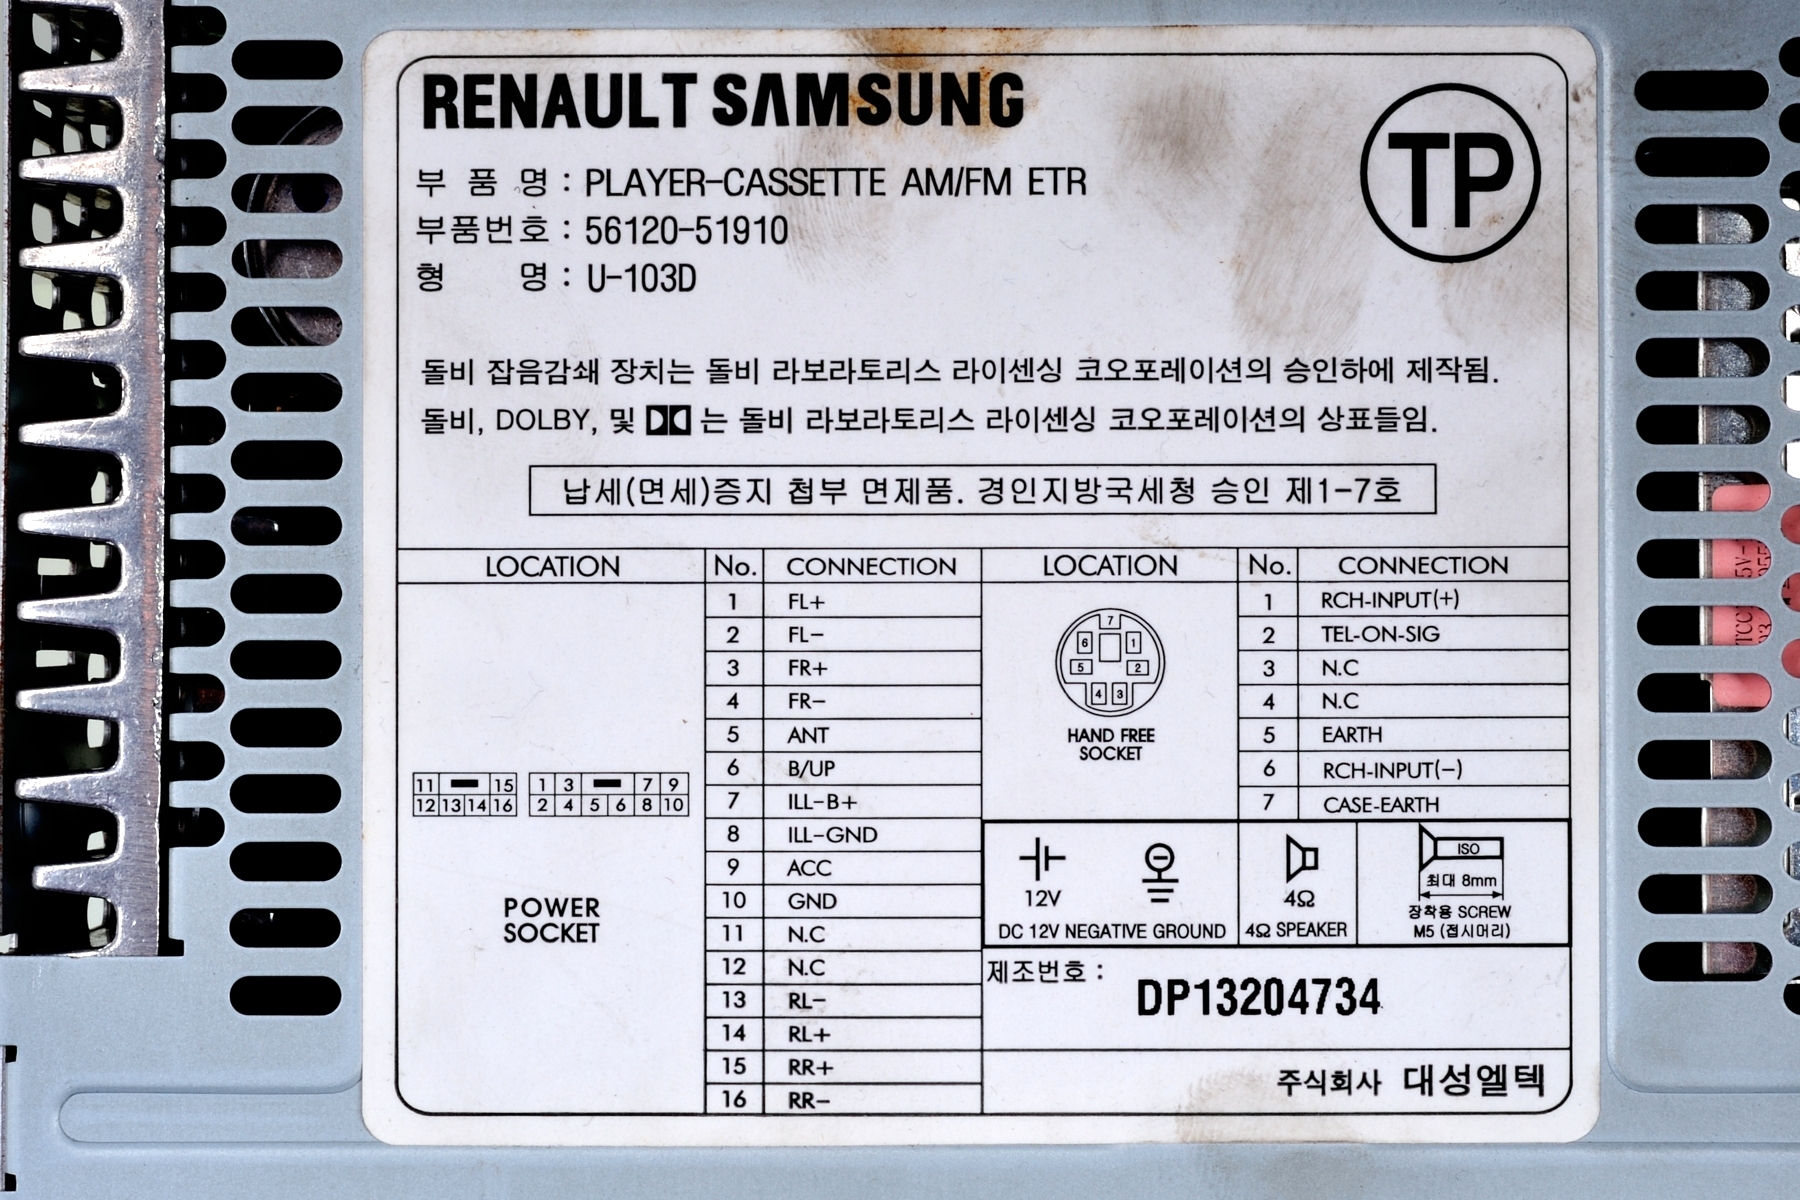 RENAULT SAMSUNG
TP
부 품 명 : PLAYER-CASSETTE AM/FM ETR
부품번호 : 56120-51910
형 명 : U-103D
돌비 잡음감쇄 장치는 돌비 라보라토리스 라이센싱 코오포레이션의 승인하에 제작됨.
돌비, DOLBY, 및 는 돌비 라보라토리스 라이센싱 코오포레이션의 상표들임.
납세(면세)증지 첩부 면제품. 경인지방국세청 승인 제1-7호
LOCATION No. CONNECTION
1 FL+
2 FL-
3 FR+
4 FR-
5 ANT
6 B/UP
7 ILL-B+
8 ILL-GND
9 ACC
10 GND
11 N.C
12 N.C
13 RL-
14 RL+
15 RR+
16 RR-
11 15 1 3 7 9
12 13 14 16 2 4 5 6 8 10
POWER
SOCKET
LOCATION No. CONNECTION
1 RCH-INPUT(+)
2 TEL-ON-SIG
3 N.C
4 N.C
5 EARTH
6 RCH-INPUT(-)
7 CASE-EARTH
7
6 1
5 2
4 3
HAND FREE
SOCKET
12V
DC 12V NEGATIVE GROUND
4Ω
4Ω SPEAKER
ISO
최대 8mm
장착용 SCREW
M5 (접시머리)
제조번호 :
DP13204734
주식회사 대성엘텍